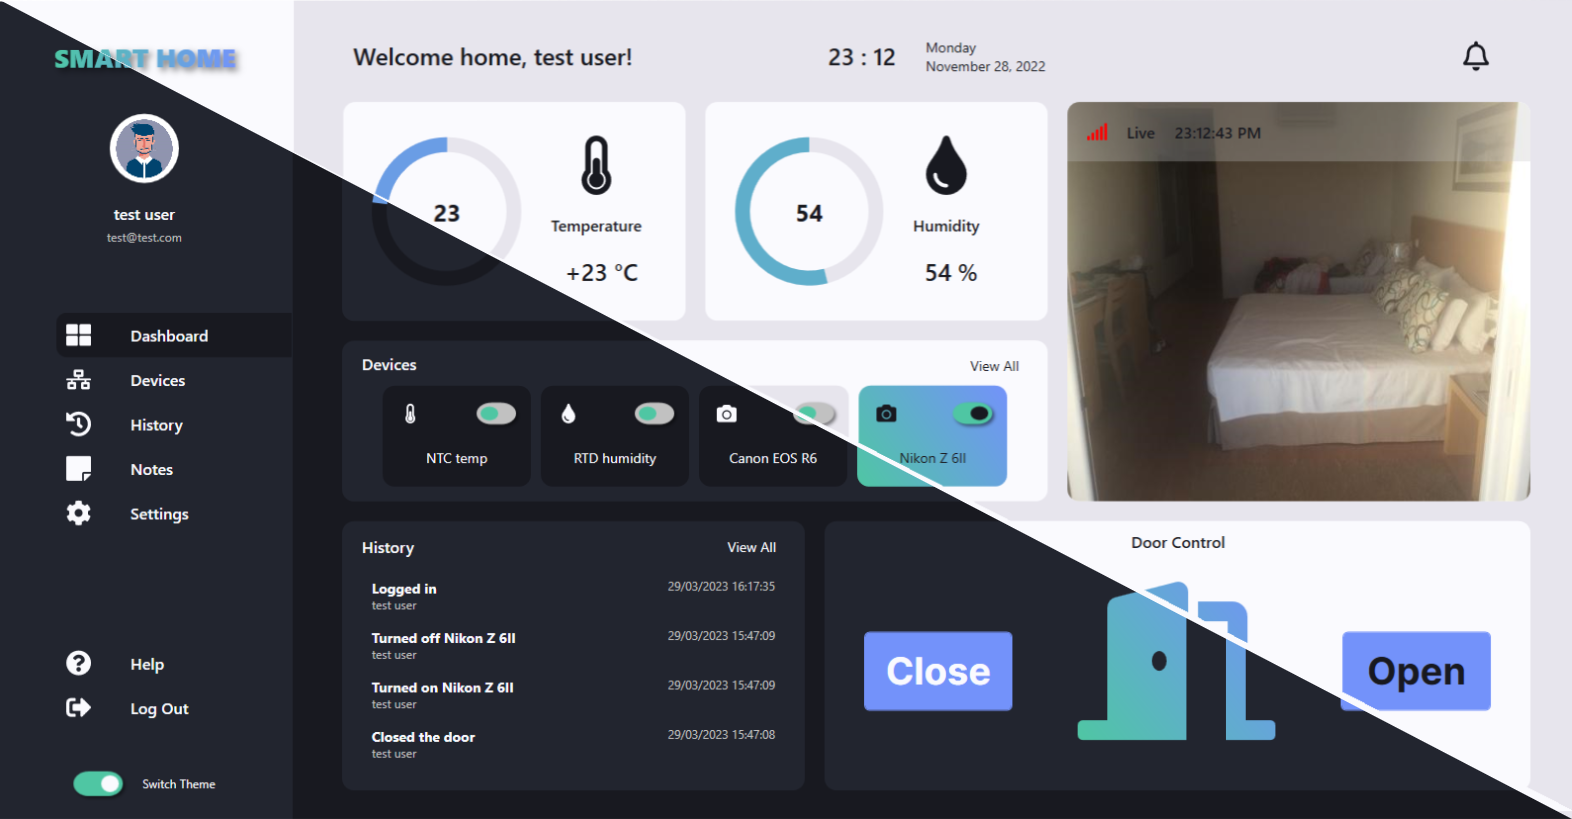 SMART HOME
test user
test@test.com
Dashboard
Devices
History
Notes
Settings
Help
Log Out
Switch Theme
Welcome home, test user!
23 : 12
Monday
November 28, 2022
23
Temperature
+23 °C
54
Humidity
54 %
Live 23:12:43 PM
Devices
View All
NTC temp
RTD humidity
Canon EOS R6
Nikon Z 6II
History
View All
Logged in
29/03/2023 16:17:35
test user
Turned off Nikon Z 6II
29/03/2023 15:47:09
test user
Turned on Nikon Z 6II
29/03/2023 15:47:09
test user
Closed the door
29/03/2023 15:47:08
test user
Door Control
Close
Open